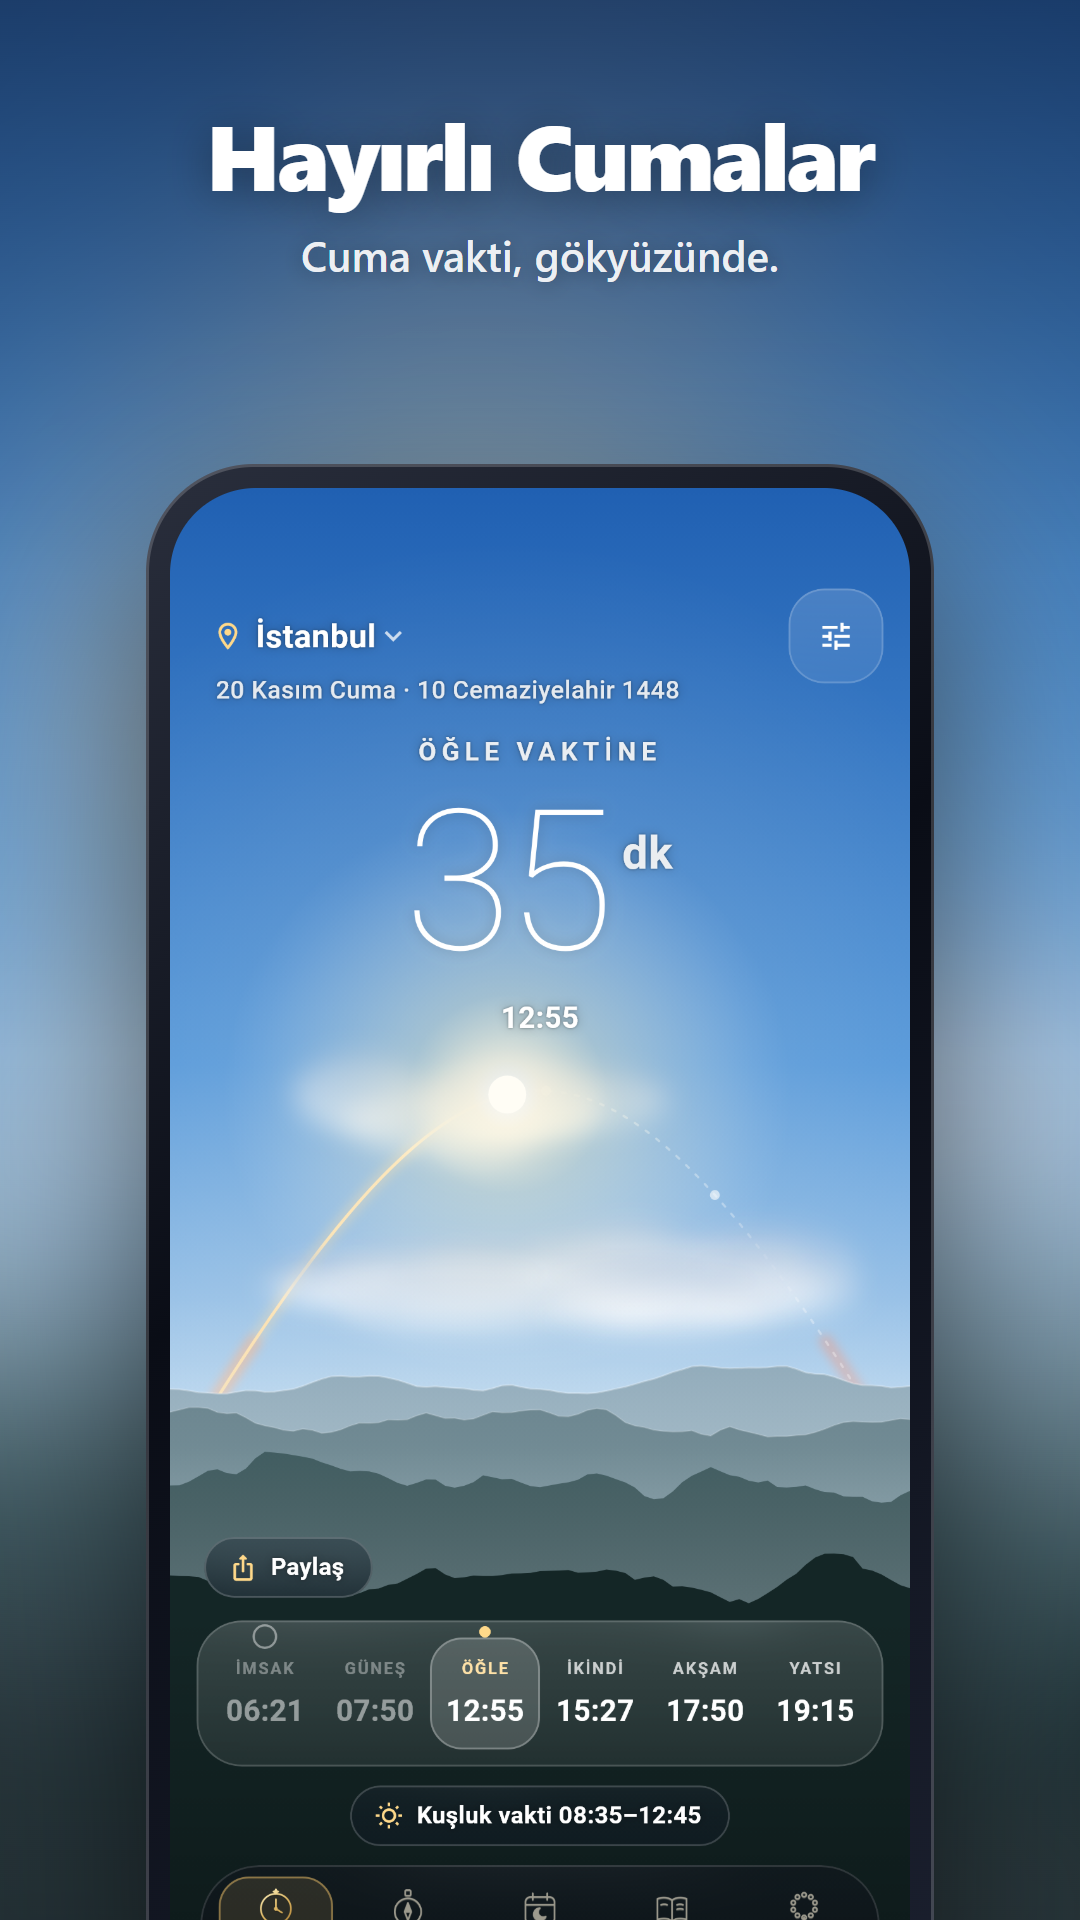 Hayırlı Cumalar
Cuma vakti, gökyüzünde.
İstanbul
20 Kasım Cuma · 10 Cemaziyelahir 1448
ÖĞLE VAKTİNE
35 dk
12:55
Paylaş
İMSAK GÜNEŞ ÖĞLE İKİNDİ AKŞAM YATSI
06:21 07:50 12:55 15:27 17:50 19:15
Kuşluk vakti 08:35–12:45